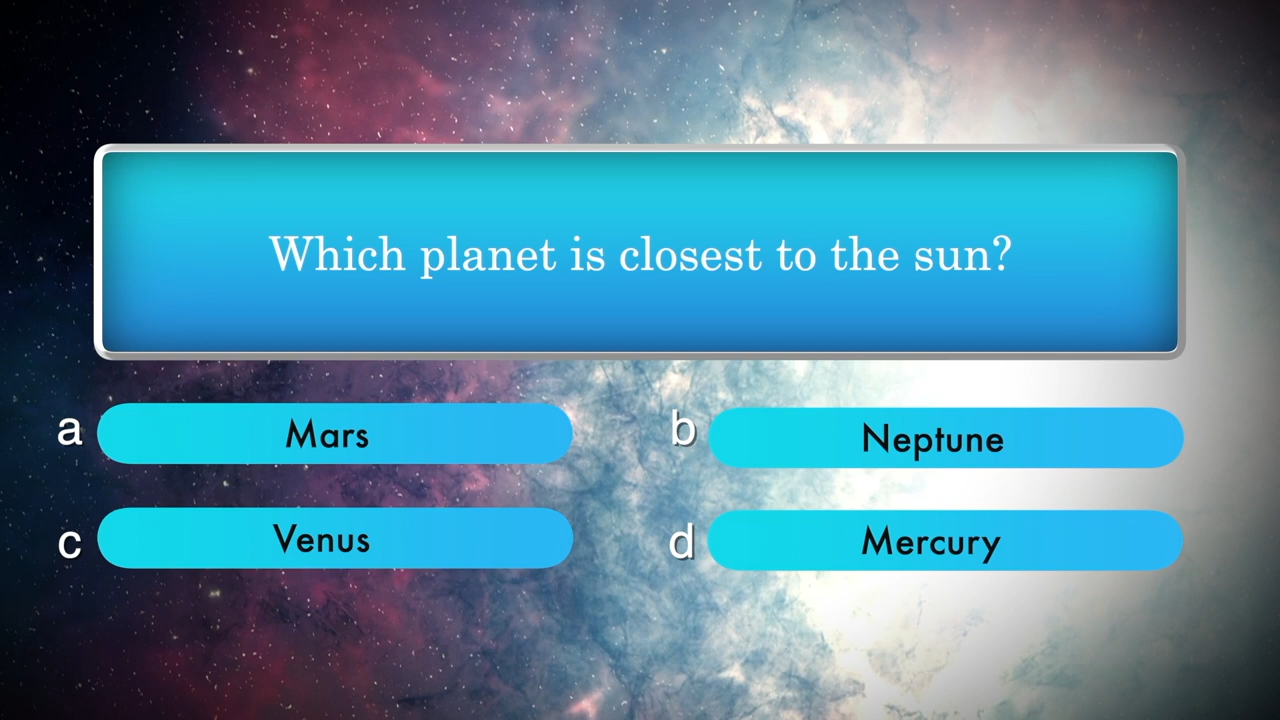 Which planet is closest to the sun?
a Mars
b Neptune
c Venus
d Mercury